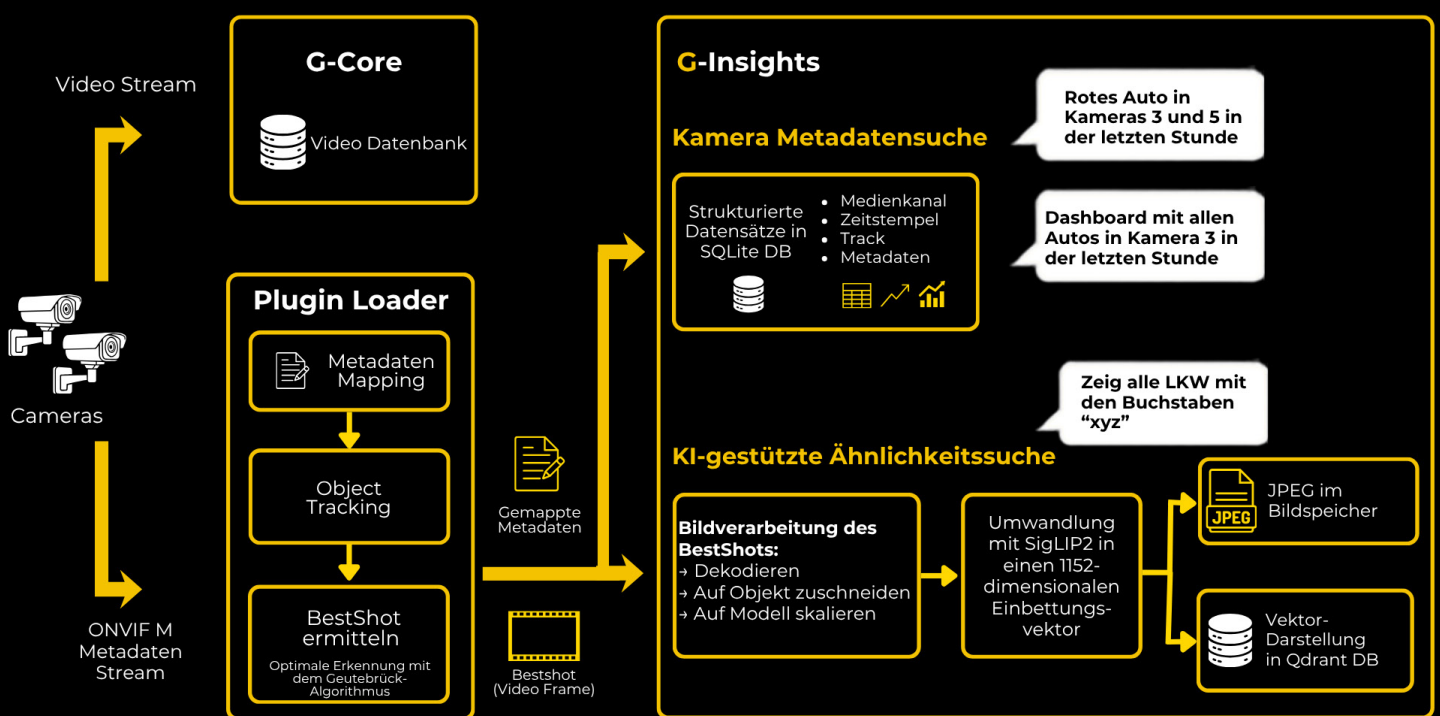 Video Stream
Cameras
ONVIF M
Metadaten
Stream
G-Core
Video Datenbank
Plugin Loader
Metadaten
Mapping
Object
Tracking
BestShot
ermitteln
Optimale Erkennung mit
dem Geutebrück-
Algorithmus
Gemappte
Metadaten
Bestshot
(Video Frame)
G-Insights
Kamera Metadatensuche
Rotes Auto in
Kameras 3 und 5 in
der letzten Stunde
Strukturierte
Datensätze in
SQLite DB
• Medienkanal
• Zeitstempel
• Track
• Metadaten
Dashboard mit allen
Autos in Kamera 3 in
der letzten Stunde
Zeig alle LKW mit
den Buchstaben
“xyz”
KI-gestützte Ähnlichkeitssuche
Bildverarbeitung des
BestShots:
→ Dekodieren
→ Auf Objekt zuschneiden
→ Auf Modell skalieren
Umwandlung
mit SigLIP2 in
einen 1152-
dimensionalen
Einbettungs-
vektor
JPEG
JPEG im
Bildspeicher
Vektor-
Darstellung
in Qdrant DB